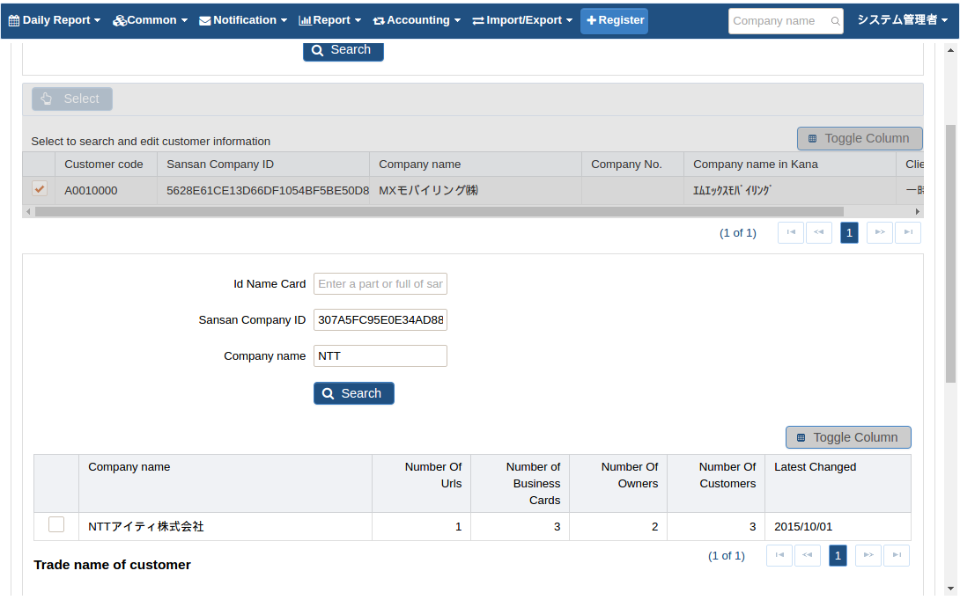 Daily Report Common Notification Report Accounting Import/Export Register Company name システム管理者
Search
Select
Select to search and edit customer information
Toggle Column
Customer code Sansan Company ID Company name Company No. Company name in Kana Clie
A0010000 5628E61CE13D66DF1054BF5BE50D8 MXモバイリング㈱ ｴﾑｴｯｸｽﾓﾊﾞｲﾘﾝｸﾞ 一時
(1 of 1) 1
Id Name Card Enter a part or full of sar
Sansan Company ID 307A5FC95E0E34AD88
Company name NTT
Search
Toggle Column
Company name Number Of Urls Number of Business Cards Number Of Owners Number Of Customers Latest Changed
NTTアイティ株式会社 1 3 2 3 2015/10/01
(1 of 1) 1
Trade name of customer